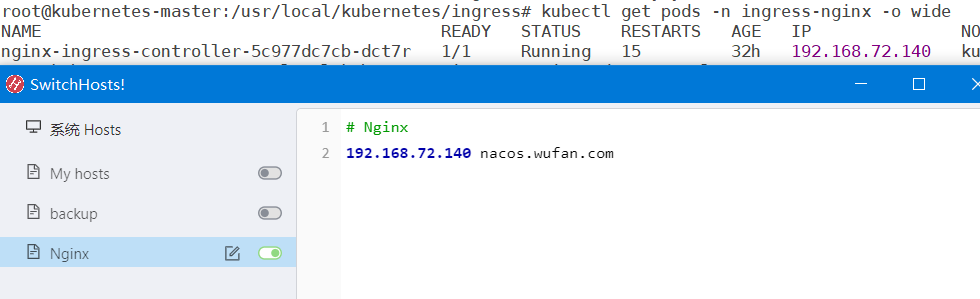 root@kubernetes-master:/usr/local/kubernetes/ingress# kubectl get pods -n ingress-nginx -o wide
NAME READY STATUS RESTARTS AGE IP NO
nginx-ingress-controller-5c977dc7cb-dct7r 1/1 Running 15 32h 192.168.72.140 ku
SwitchHosts!
系统 Hosts
My hosts
backup
Nginx
1 # Nginx
2 192.168.72.140 nacos.wufan.com